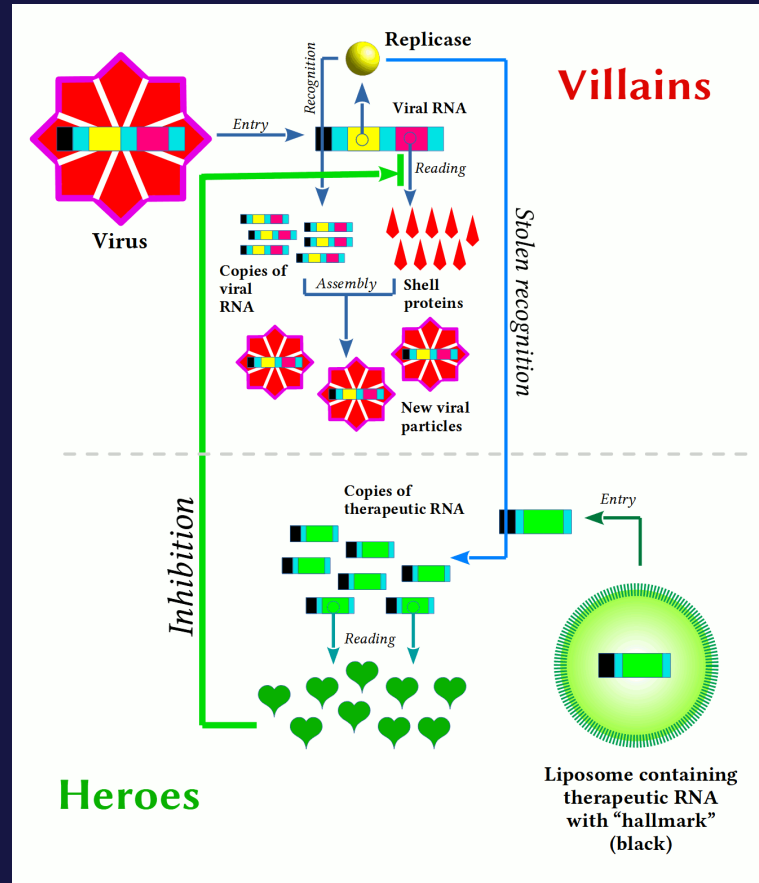 Replicase
Villains
Recognition
Viral RNA
Entry
Reading
Virus
Stolen recognition
Copies of
viral
RNA
Assembly
Shell
proteins
New viral
particles
Copies of
therapeutic RNA
Entry
Inhibition
Reading
Heroes
Liposome containing
therapeutic RNA
with “hallmark”
(black)